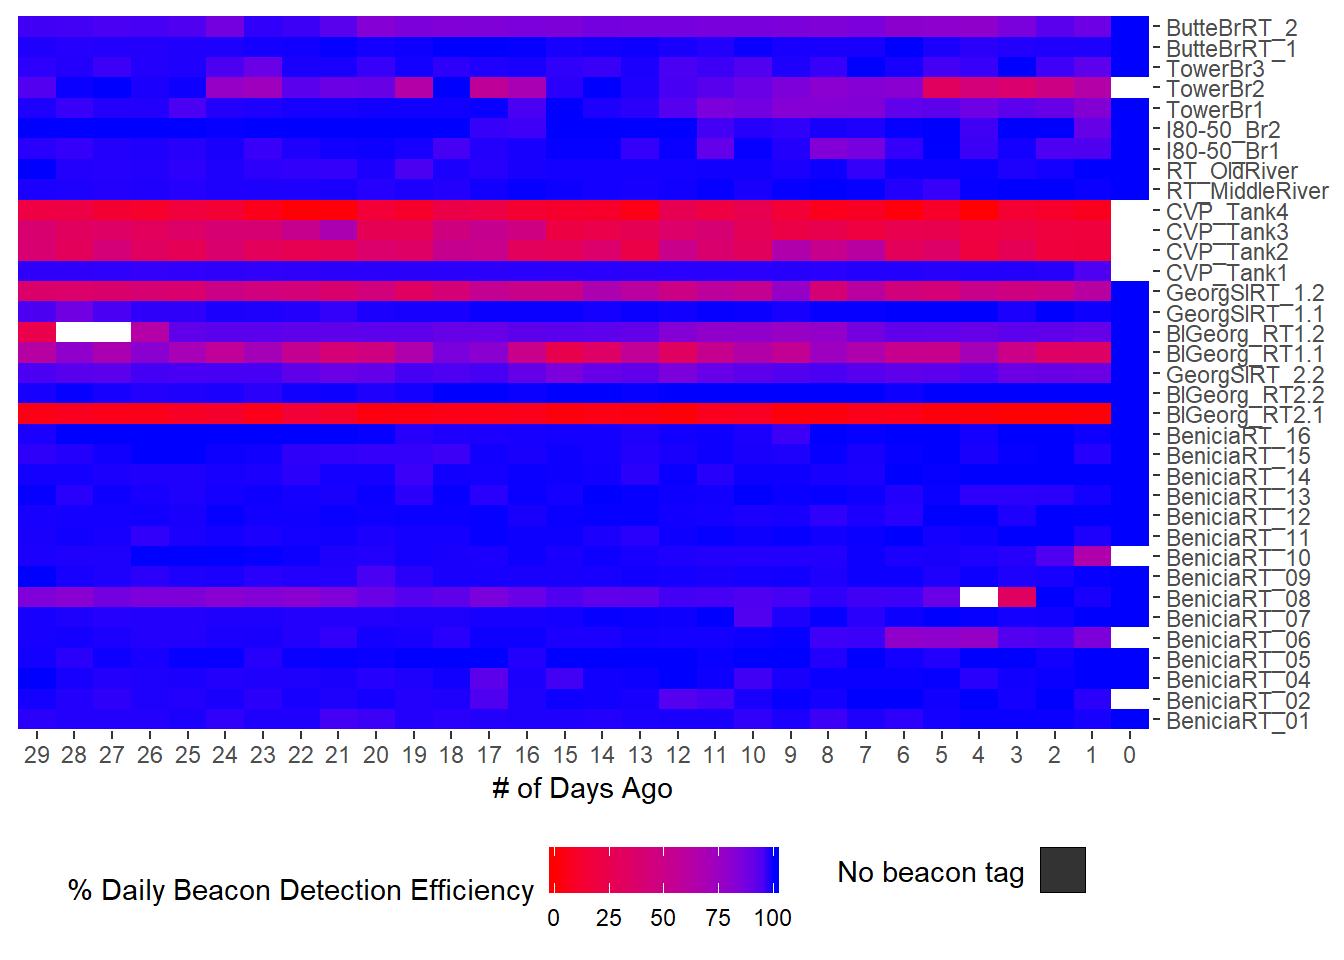 ButteBrRT_2
ButteBrRT_1
TowerBr3
TowerBr2
TowerBr1
I80-50_Br2
I80-50_Br1
RT_OldRiver
RT_MiddleRiver
CVP_Tank4
CVP_Tank3
CVP_Tank2
CVP_Tank1
GeorgSlRT_1.2
GeorgSlRT_1.1
BlGeorg_RT1.2
BlGeorg_RT1.1
GeorgSlRT_2.2
BlGeorg_RT2.2
BlGeorg_RT2.1
BeniciaRT_16
BeniciaRT_15
BeniciaRT_14
BeniciaRT_13
BeniciaRT_12
BeniciaRT_11
BeniciaRT_10
BeniciaRT_09
BeniciaRT_08
BeniciaRT_07
BeniciaRT_06
BeniciaRT_05
BeniciaRT_04
BeniciaRT_02
BeniciaRT_01
29 28 27 26 25 24 23 22 21 20 19 18 17 16 15 14 13 12 11 10 9 8 7 6 5 4 3 2 1 0
# of Days Ago
% Daily Beacon Detection Efficiency
0 25 50 75 100
No beacon tag